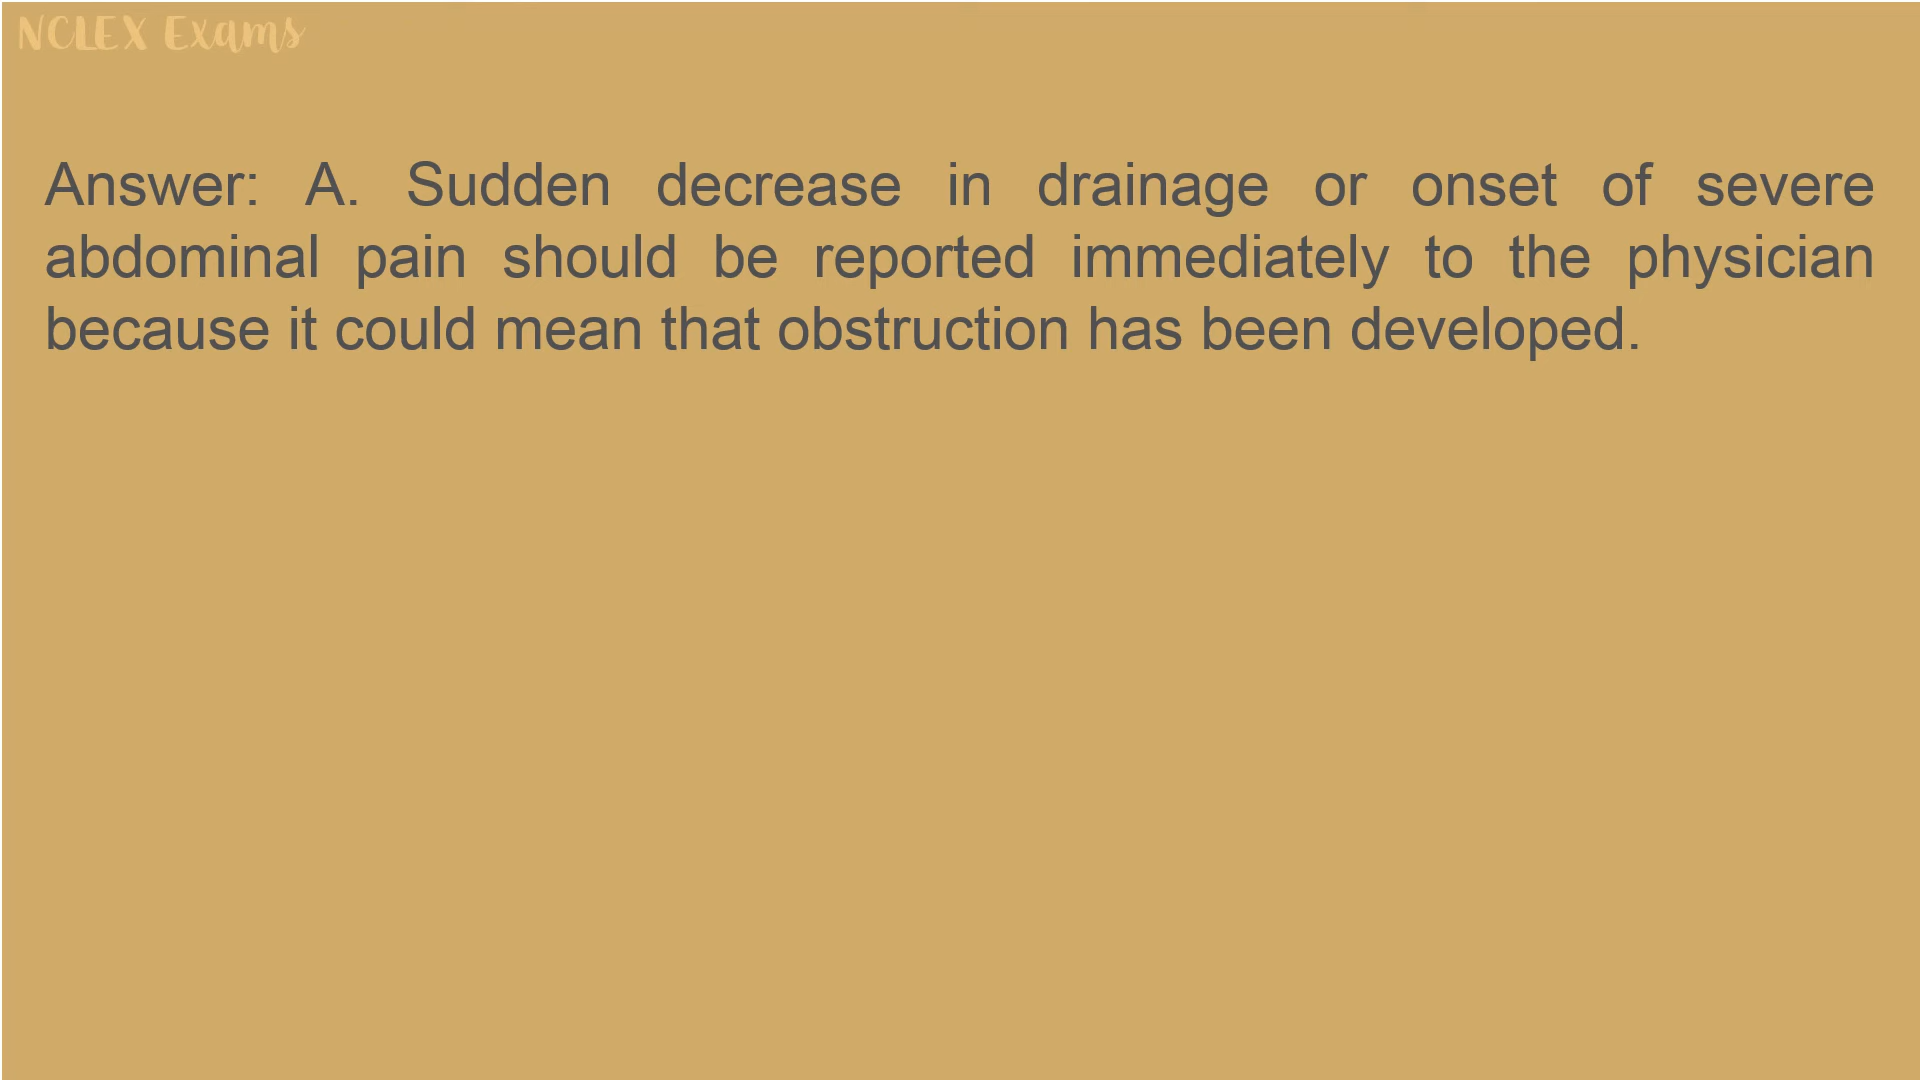 NCLEX Exams
Answer: A. Sudden decrease in drainage or onset of severe
abdominal pain should be reported immediately to the physician
because it could mean that obstruction has been developed.